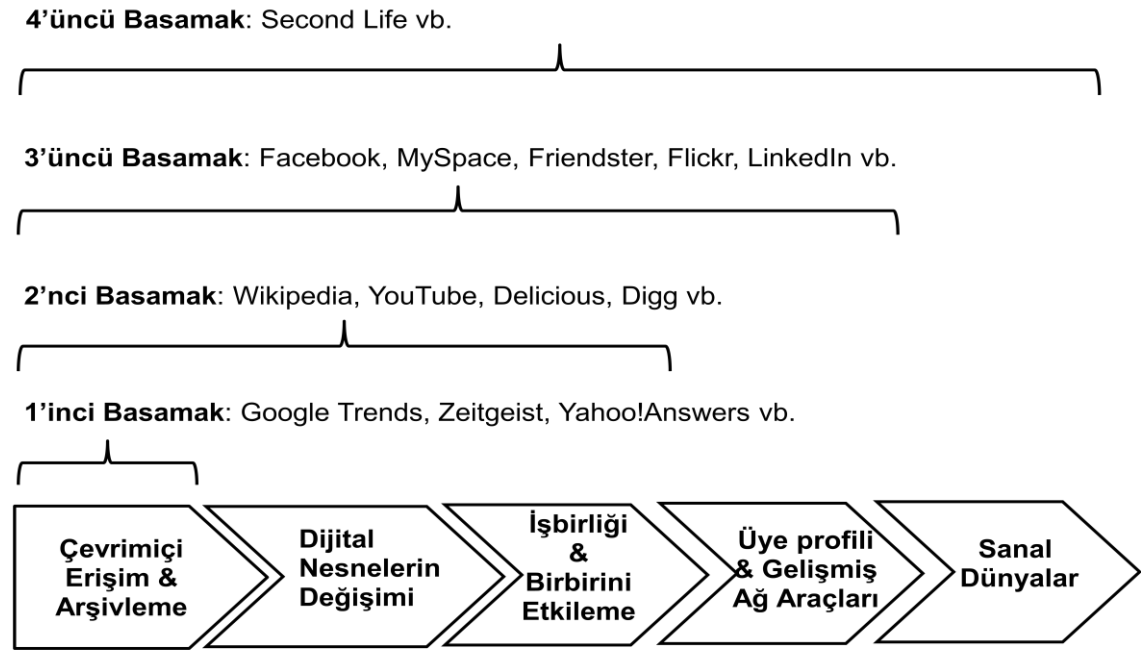 4’üncü Basamak: Second Life vb.
3’üncü Basamak: Facebook, MySpace, Friendster, Flickr, LinkedIn vb.
2’nci Basamak: Wikipedia, YouTube, Delicious, Digg vb.
1’inci Basamak: Google Trends, Zeitgeist, Yahoo!Answers vb.
Çevrimiçi
Erişim &
Arşivleme
Dijital
Nesnelerin
Değişimi
İşbirliği
&
Birbirini
Etkileme
Üye profili
& Gelişmiş
Ağ Araçları
Sanal
Dünyalar